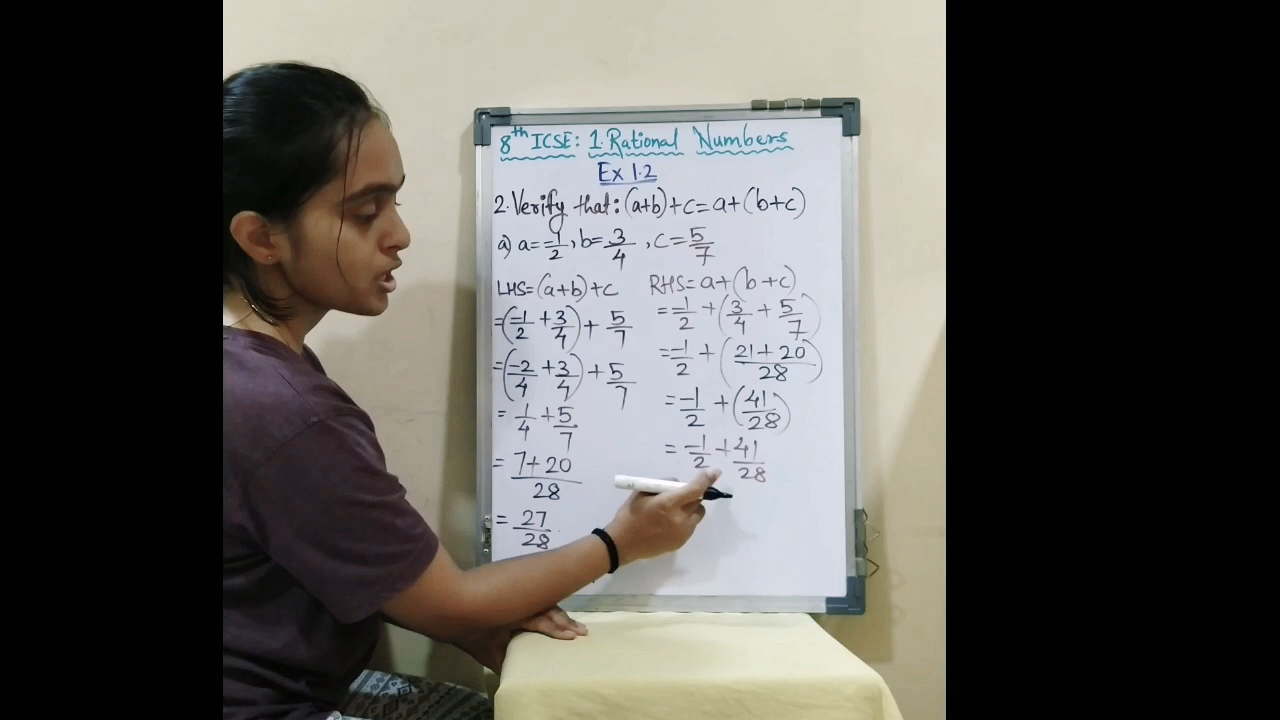 8th ICSE: 1. Rational Numbers
Ex 1.2
2. Verify that: (a+b)+c=a+(b+c)
a) a=-1/2, b=3/4, c=5/7
LHS=(a+b)+c
=(-1/2+3/4)+5/7
=(-2/4+3/4)+5/7
=1/4+5/7
=7+20/28
=27/28
RHS=a+(b+c)
=-1/2+(3/4+5/7)
=-1/2+(21+20/28)
=-1/2+(41/28)
=-1/2+41/28